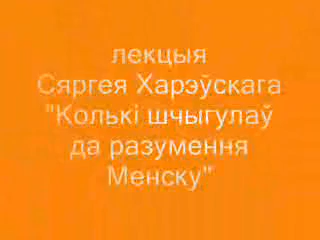 лекцыя
Сяргея Харэўскага
"Колькі шчыгулаў
да разумення
Менску"